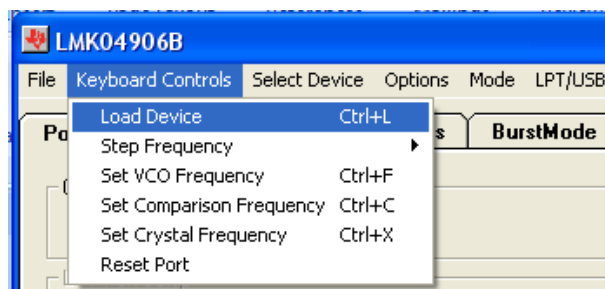 LMK04906B
File Keyboard Controls Select Device Options Mode LPT/USB
Po s BurstMode
Load Device Ctrl+L
Step Frequency
Set VCO Frequency Ctrl+F
Set Comparison Frequency Ctrl+C
Set Crystal Frequency Ctrl+X
Reset Port